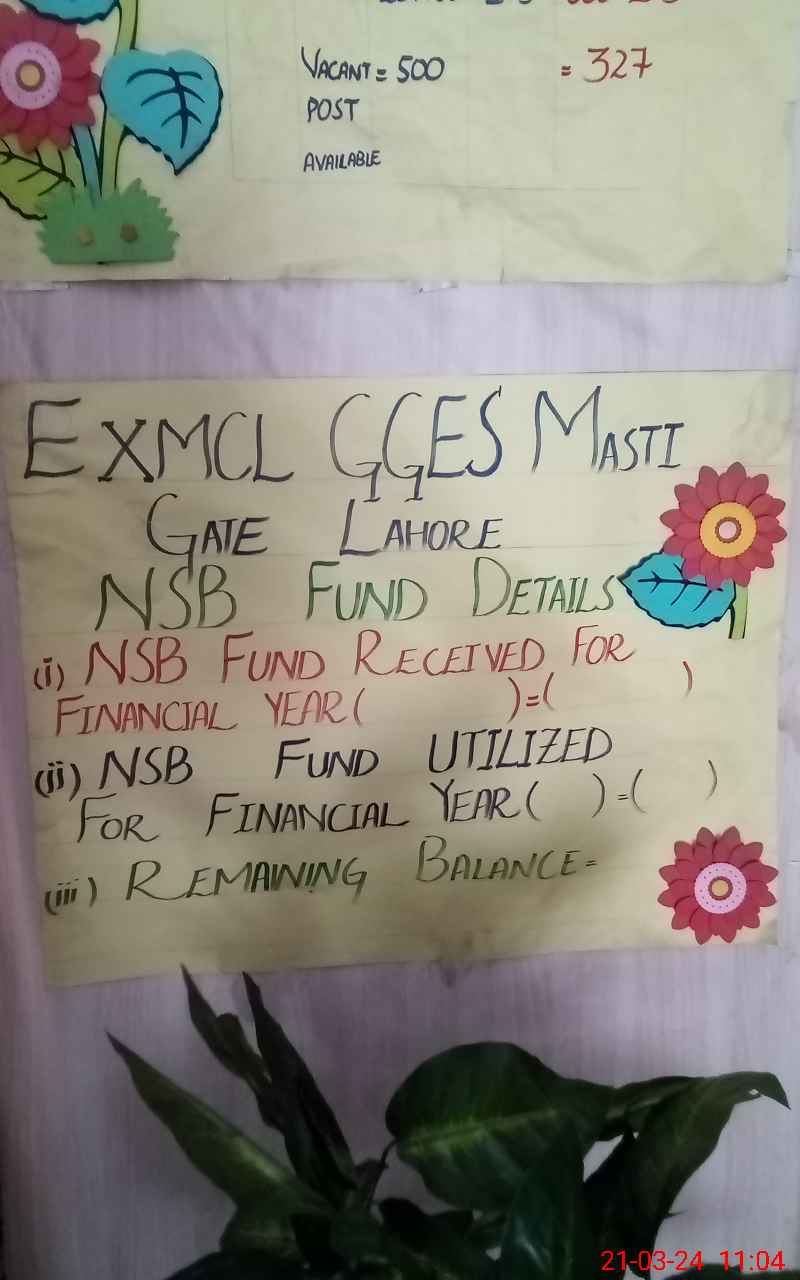 VACANT = 500 = 327
POST
AVAILABLE
EXMCL GGES MASTI
GATE LAHORE
NSB FUND DETAILS
(i) NSB FUND RECEIVED FOR
FINANCIAL YEAR ( ) = ( )
(ii) NSB FUND UTILIZED
FOR FINANCIAL YEAR ( ) = ( )
(iii) REMAINING BALANCE =
21-03-24 11:04